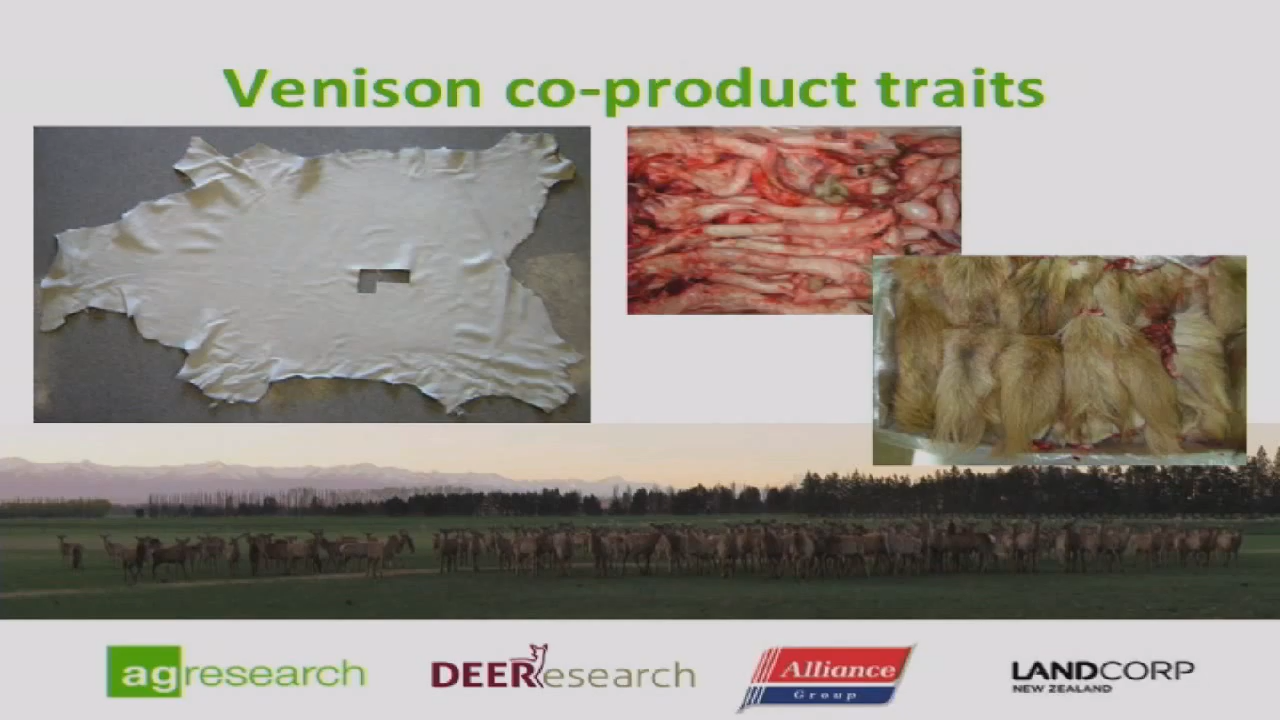 Venison co-product traits
agresearch
DEEResearch
Alliance
Group
LANDCORP
NEW ZEALAND